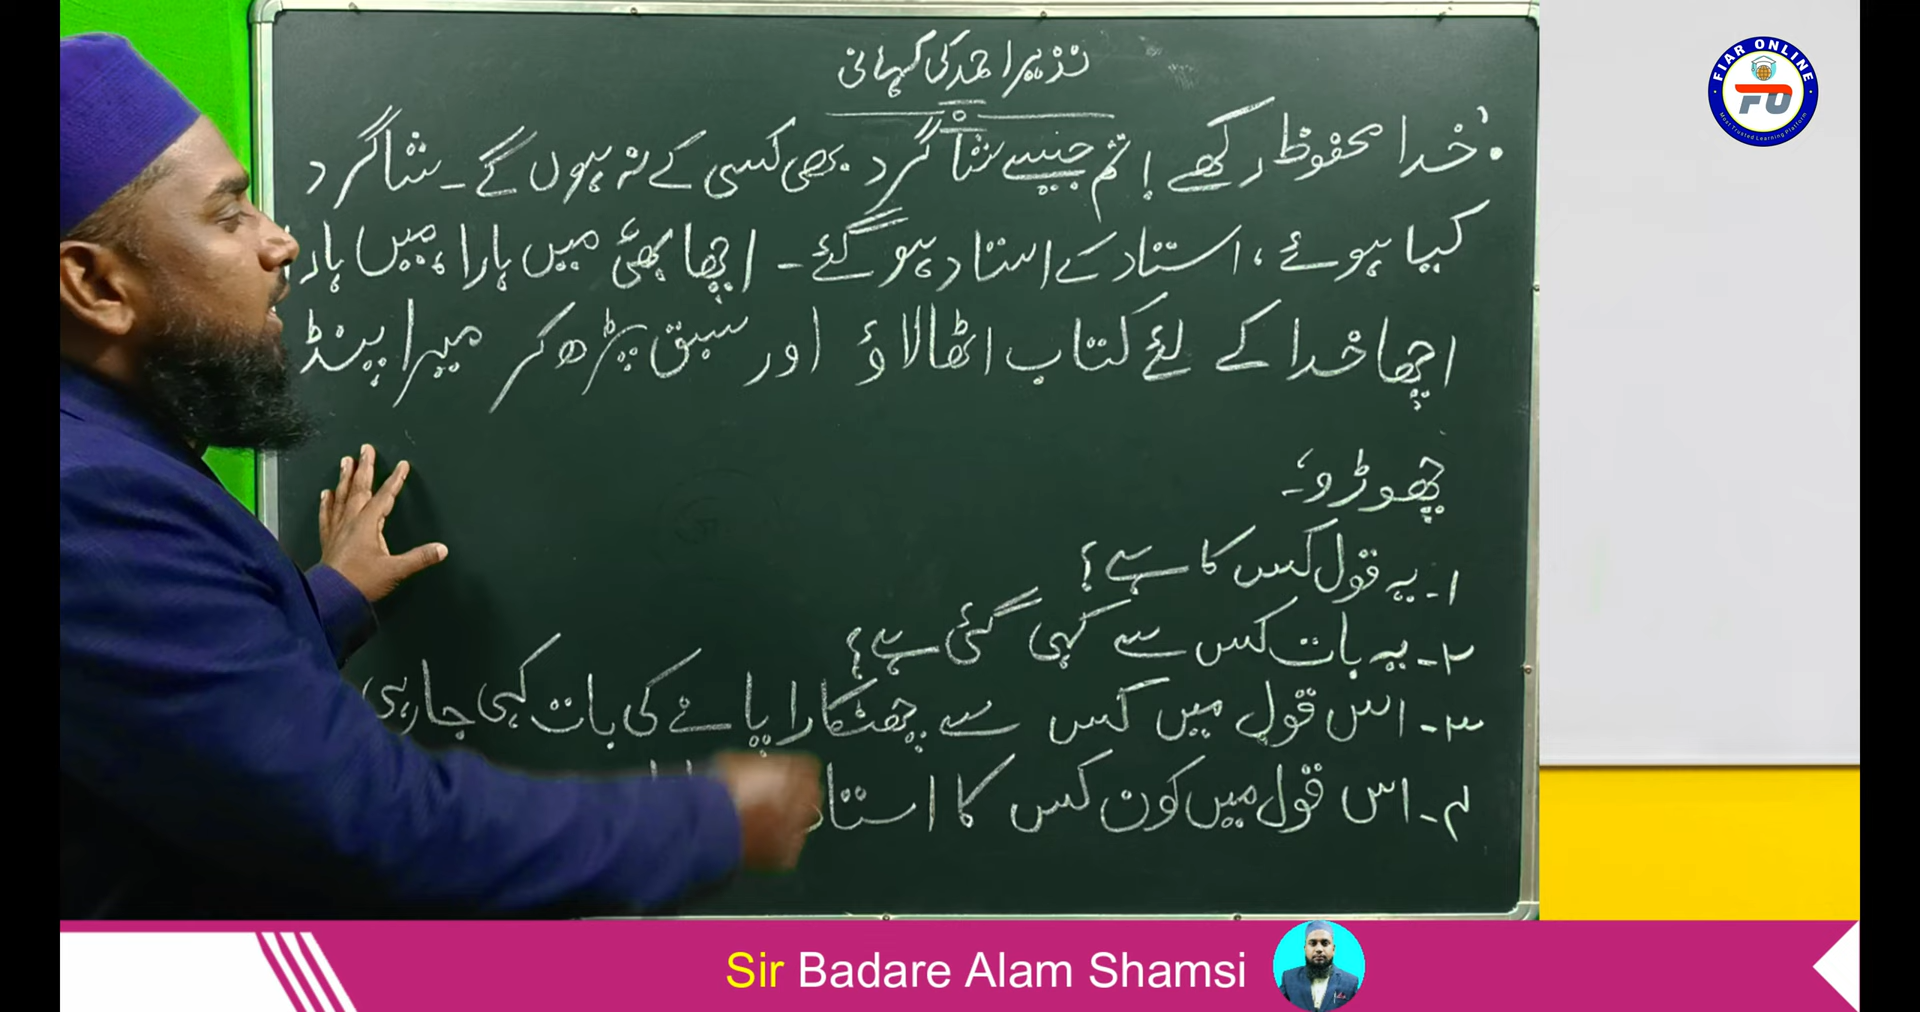 نذیر احمد کی کہانی
خدا محفوظ رکھے! تم جیسے شاگرد بھی کسی کے نہ ہوں گے۔ شاگرد
کیا ہوئے، استاد کے استاد ہو گئے۔ اچھا بھئی میں ہارا، میں ہارا
اچھا خدا کے لئے کتاب اٹھا لاؤ اور سبق پڑھ کر میرا پنڈ
چھوڑو۔
۱۔ یہ قول کس کا ہے؟
۲۔ یہ بات کس سے کہی گئی ہے؟
۳۔ اس قول میں کس سے چھٹکارا پانے کی بات کہی جا رہی
۴۔ اس قول میں کون کس کا استاد
FIAR ONLINE
FO
Most Trusted Learning Platform
Sir Badare Alam Shamsi